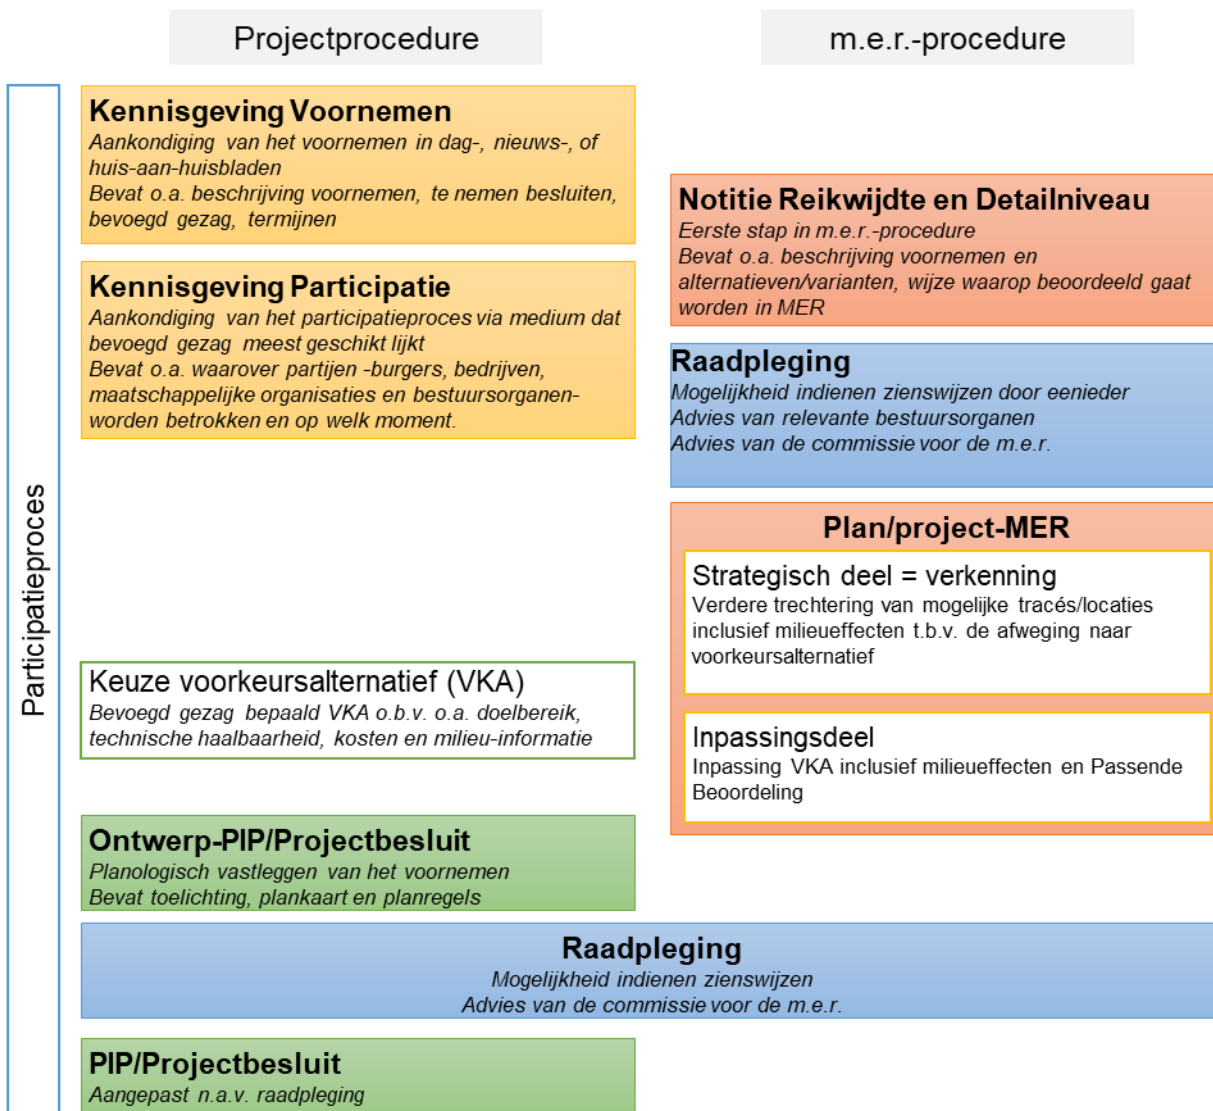 Projectprocedure
m.e.r.-procedure
Participatieproces
Kennisgeving Voornemen
Aankondiging van het voornemen in dag-, nieuws-, of
huis-aan-huisbladen
Bevat o.a. beschrijving voornemen, te nemen besluiten,
bevoegd gezag, termijnen
Kennisgeving Participatie
Aankondiging van het participatieproces via medium dat
bevoegd gezag meest geschikt lijkt
Bevat o.a. waarover partijen -burgers, bedrijven,
maatschappelijke organisaties en bestuursorganen-
worden betrokken en op welk moment.
Notitie Reikwijdte en Detailniveau
Eerste stap in m.e.r.-procedure
Bevat o.a. beschrijving voornemen en
alternatieven/varianten, wijze waarop beoordeeld gaat
worden in MER
Raadpleging
Mogelijkheid indienen zienswijzen door eenieder
Advies van relevante bestuursorganen
Advies van de commissie voor de m.e.r.
Plan/project-MER
Strategisch deel = verkenning
Verdere trechtering van mogelijke tracés/locaties
inclusief milieueffecten t.b.v. de afweging naar
voorkeursalternatief
Keuze voorkeursalternatief (VKA)
Bevoegd gezag bepaald VKA o.b.v. o.a. doelbereik,
technische haalbaarheid, kosten en milieu-informatie
Inpassingsdeel
Inpassing VKA inclusief milieueffecten en Passende
Beoordeling
Ontwerp-PIP/Projectbesluit
Planologisch vastleggen van het voornemen
Bevat toelichting, plankaart en planregels
Raadpleging
Mogelijkheid indienen zienswijzen
Advies van de commissie voor de m.e.r.
PIP/Projectbesluit
Aangepast n.a.v. raadpleging